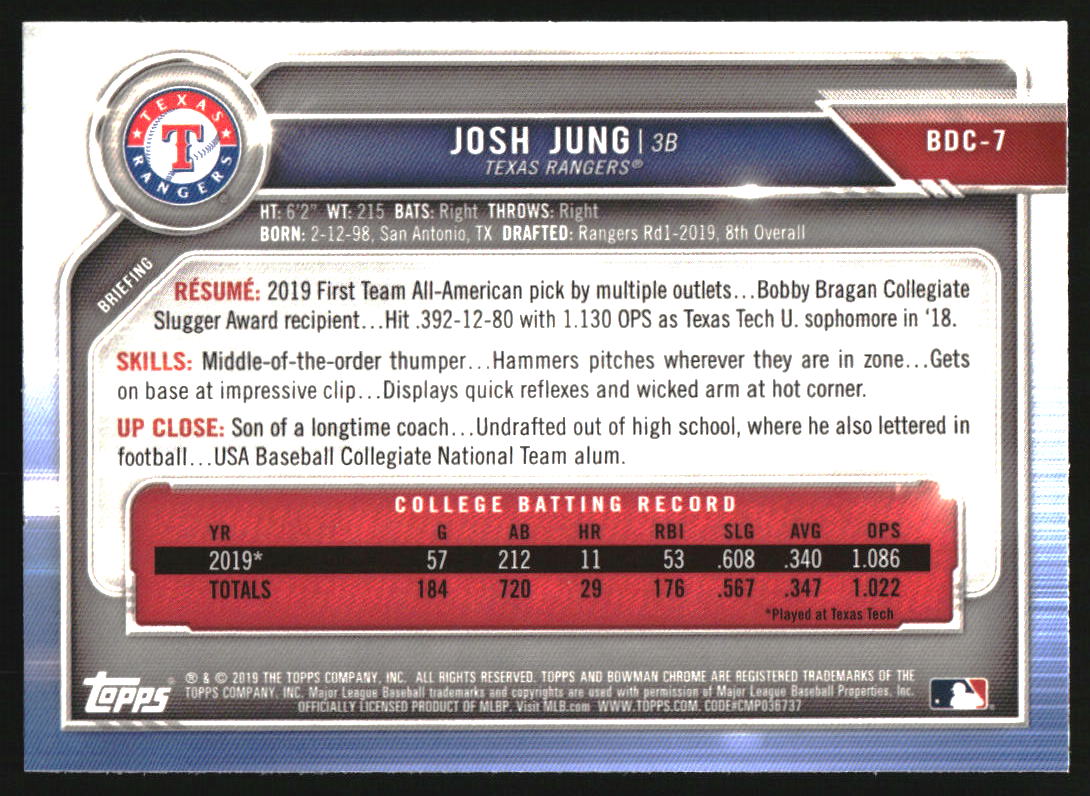 TEXAS
T
RANGERS
JOSH JUNG | 3B
TEXAS RANGERS®
BDC-7
HT: 6'2" WT: 215 BATS: Right THROWS: Right
BORN: 2-12-98, San Antonio, TX DRAFTED: Rangers Rd1-2019, 8th Overall
BRIEFING
RÉSUMÉ: 2019 First Team All-American pick by multiple outlets...Bobby Bragan Collegiate
Slugger Award recipient...Hit .392-12-80 with 1.130 OPS as Texas Tech U. sophomore in '18.
SKILLS: Middle-of-the-order thumper...Hammers pitches wherever they are in zone...Gets
on base at impressive clip...Displays quick reflexes and wicked arm at hot corner.
UP CLOSE: Son of a longtime coach...Undrafted out of high school, where he also lettered in
football...USA Baseball Collegiate National Team alum.
COLLEGE BATTING RECORD
YR G AB HR RBI SLG AVG OPS
2019* 57 212 11 53 .608 .340 1.086
TOTALS 184 720 29 176 .567 .347 1.022
*Played at Texas Tech
topps®
® & © 2019 THE TOPPS COMPANY, INC. ALL RIGHTS RESERVED. TOPPS AND BOWMAN CHROME ARE REGISTERED TRADEMARKS OF THE
TOPPS COMPANY, INC. Major League Baseball trademarks and copyrights are used with permission of Major League Baseball Properties, Inc.
OFFICIALLY LICENSED PRODUCT OF MLBP. Visit MLB.com WWW.TOPPS.COM. CODE#CMP036737